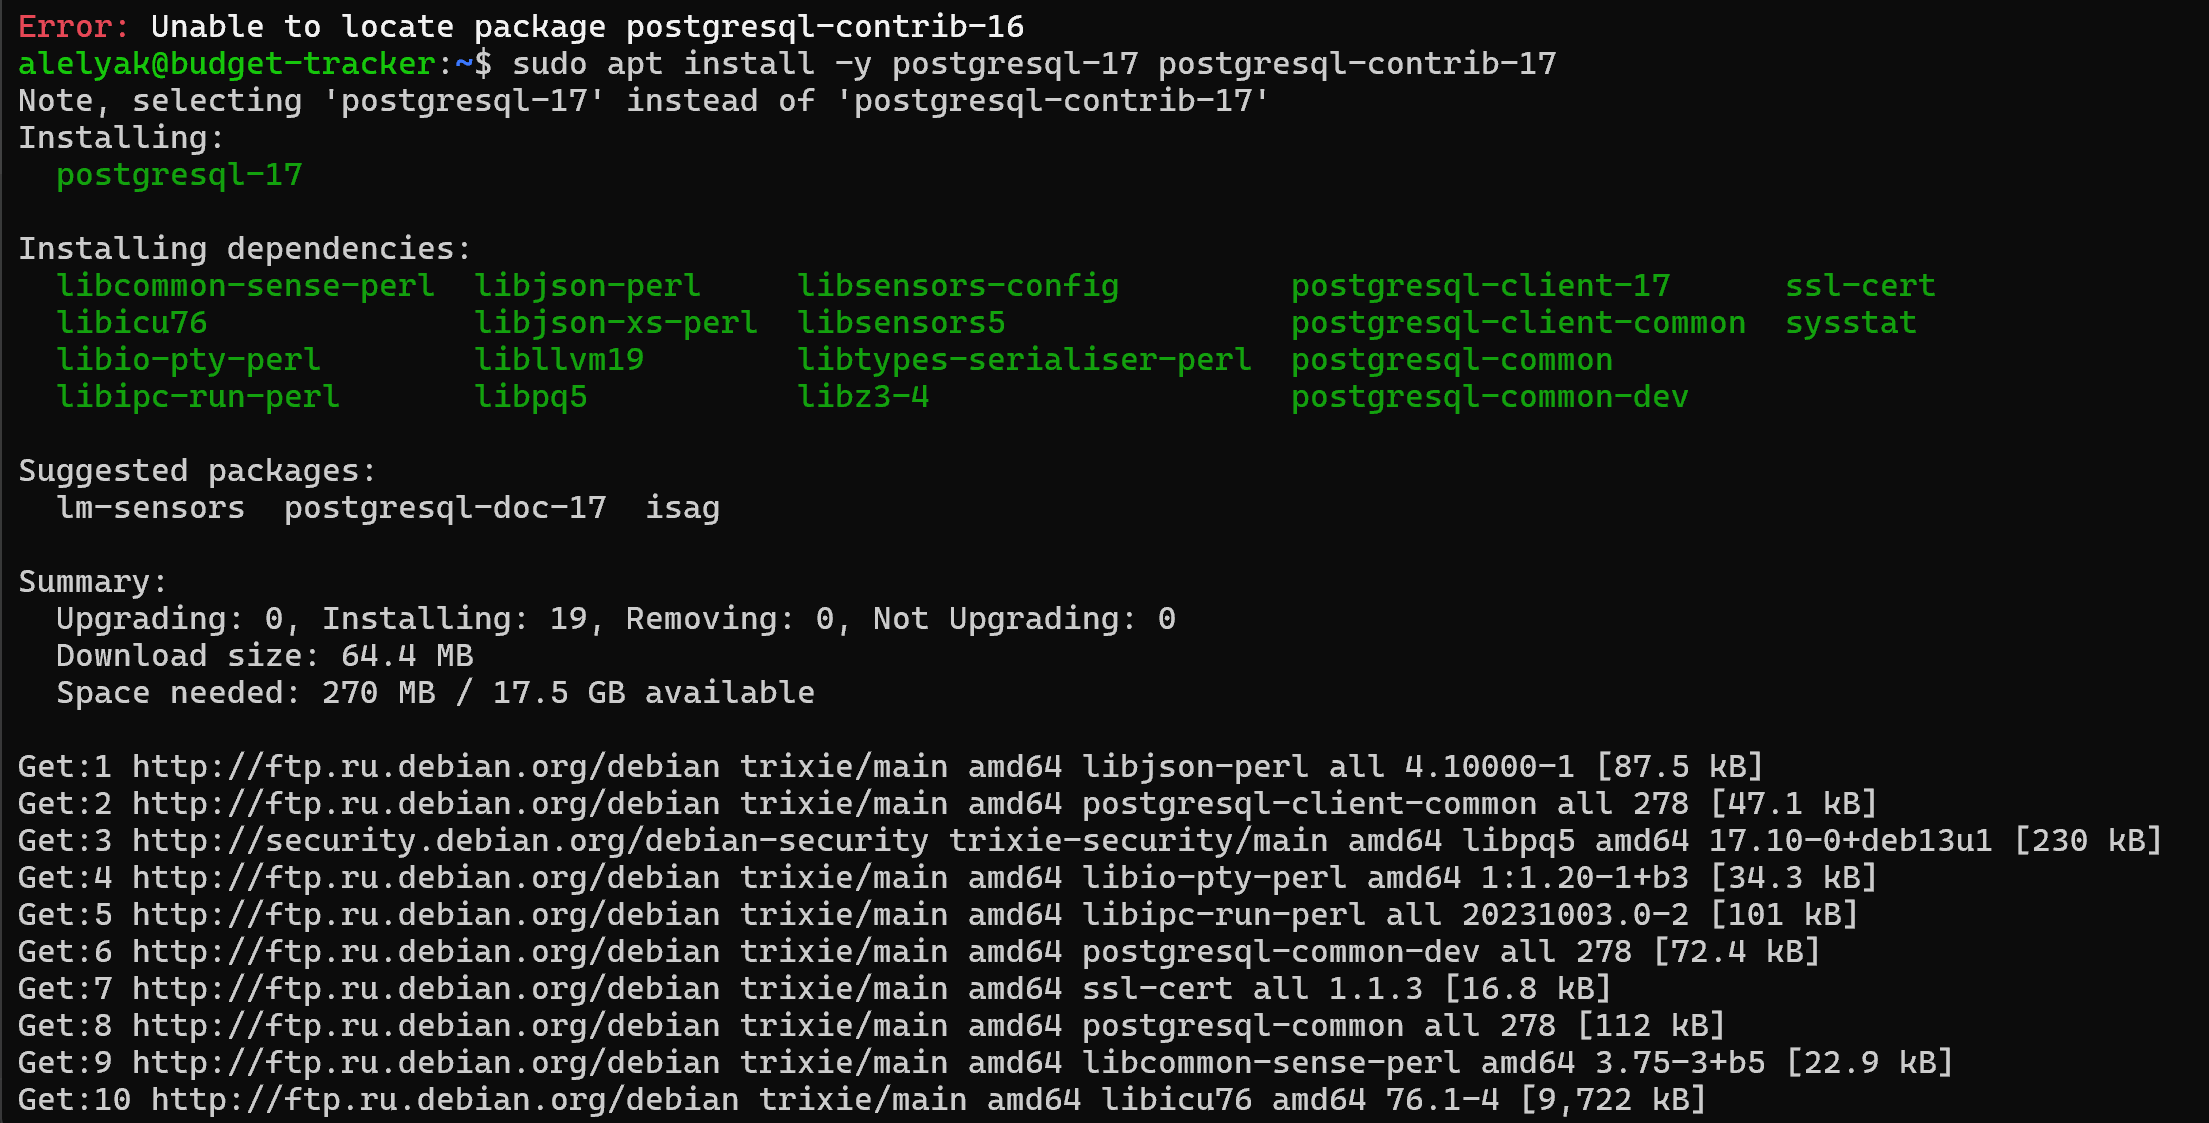 Error: Unable to locate package postgresql-contrib-16
alelyak@budget-tracker:~$ sudo apt install -y postgresql-17 postgresql-contrib-17
Note, selecting 'postgresql-17' instead of 'postgresql-contrib-17'
Installing:
  postgresql-17

Installing dependencies:
  libcommon-sense-perl  libjson-perl     libsensors-config         postgresql-client-17      ssl-cert
  libicu76              libjson-xs-perl  libsensors5               postgresql-client-common  sysstat
  libio-pty-perl        libllvm19        libtypes-serialiser-perl  postgresql-common
  libipc-run-perl       libpq5           libz3-4                   postgresql-common-dev

Suggested packages:
  lm-sensors  postgresql-doc-17  isag

Summary:
  Upgrading: 0, Installing: 19, Removing: 0, Not Upgrading: 0
  Download size: 64.4 MB
  Space needed: 270 MB / 17.5 GB available

Get:1 http://ftp.ru.debian.org/debian trixie/main amd64 libjson-perl all 4.10000-1 [87.5 kB]
Get:2 http://ftp.ru.debian.org/debian trixie/main amd64 postgresql-client-common all 278 [47.1 kB]
Get:3 http://security.debian.org/debian-security trixie-security/main amd64 libpq5 amd64 17.10-0+deb13u1 [230 kB]
Get:4 http://ftp.ru.debian.org/debian trixie/main amd64 libio-pty-perl amd64 1:1.20-1+b3 [34.3 kB]
Get:5 http://ftp.ru.debian.org/debian trixie/main amd64 libipc-run-perl all 20231003.0-2 [101 kB]
Get:6 http://ftp.ru.debian.org/debian trixie/main amd64 postgresql-common-dev all 278 [72.4 kB]
Get:7 http://ftp.ru.debian.org/debian trixie/main amd64 ssl-cert all 1.1.3 [16.8 kB]
Get:8 http://ftp.ru.debian.org/debian trixie/main amd64 postgresql-common all 278 [112 kB]
Get:9 http://ftp.ru.debian.org/debian trixie/main amd64 libcommon-sense-perl amd64 3.75-3+b5 [22.9 kB]
Get:10 http://ftp.ru.debian.org/debian trixie/main amd64 libicu76 amd64 76.1-4 [9,722 kB]